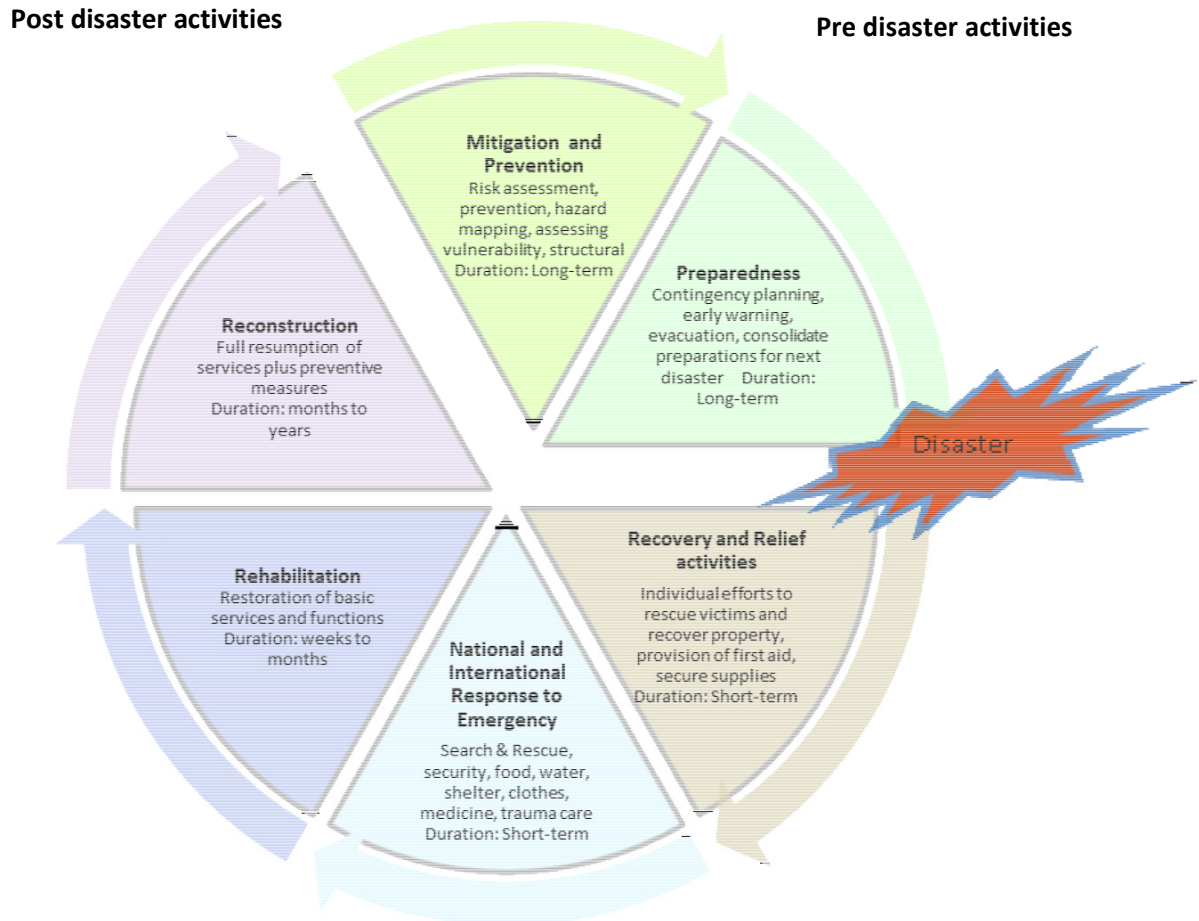 Post disaster activities
Pre disaster activities
Mitigation and
Prevention
Risk assessment,
prevention, hazard
mapping, assessing
vulnerability, structural
Duration: Long-term
Preparedness
Contingency planning,
early warning,
evacuation, consolidate
preparations for next
disaster Duration:
Long-term
Disaster
Recovery and Relief
activities
Individual efforts to
rescue victims and
recover property,
provision of first aid,
secure supplies
Duration: Short-term
National and
International
Response to
Emergency
Search & Rescue,
security, food, water,
shelter, clothes,
medicine, trauma care
Duration: Short-term
Rehabilitation
Restoration of basic
services and functions
Duration: weeks to
months
Reconstruction
Full resumption of
services plus preventive
measures
Duration: months to
years